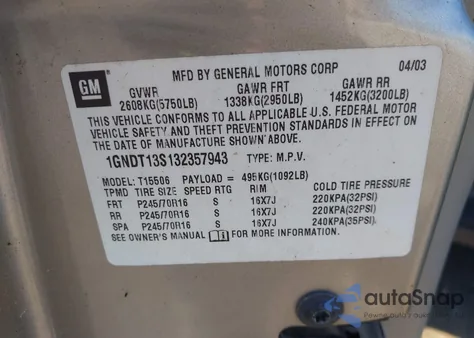 GM
MFD BY GENERAL MOTORS CORP 04/03
GVWR GAWR FRT GAWR RR
2608KG(5750LB) 1338KG(2950LB) 1452KG(3200LB)
THIS VEHICLE CONFORMS TO ALL APPLICABLE U.S. FEDERAL MOTOR
VEHICLE SAFETY AND THEFT PREVENTION STANDARDS IN EFFECT ON
THE DATE OF MANUFACTURE SHOWN ABOVE.
1GNDT13S132357943 TYPE: M.P.V.
MODEL: T15506 PAYLOAD = 495KG(1092LB)
TPMD TIRE SIZE SPEED RTG RIM COLD TIRE PRESSURE
FRT P245/70R16 S 16X7J 220KPA(32PSI)
RR P245/70R16 S 16X7J 220KPA(32PSI)
SPA P245/70R16 S 16X7J 240KPA(35PSI)
SEE OWNER'S MANUAL FOR MORE INFORMATION.
autoSnap